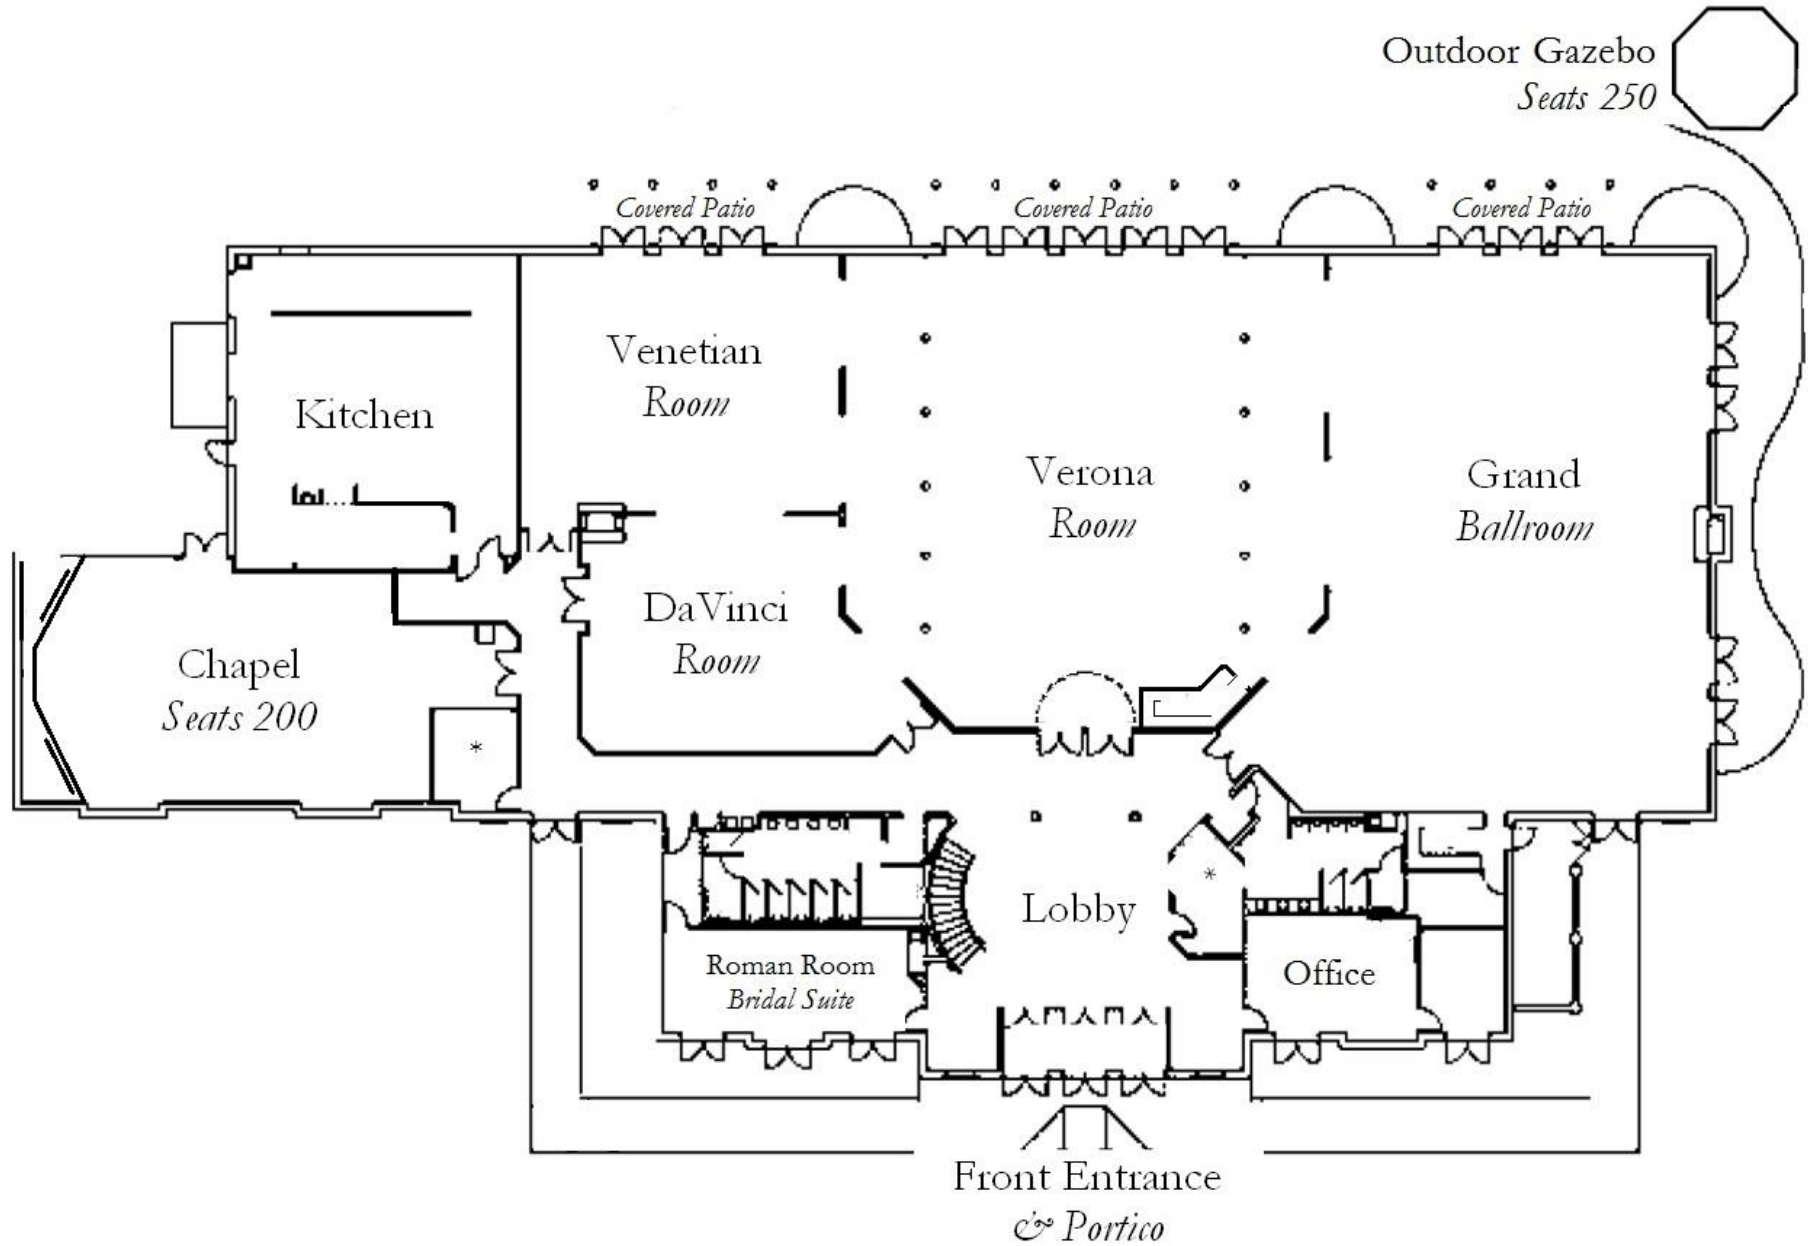 Outdoor Gazebo
Seats 250
Covered Patio
Covered Patio
Covered Patio
Venetian
Room
Kitchen
Verona
Room
Grand
Ballroom
DaVinci
Room
Chapel
Seats 200
*
*
Lobby
Roman Room
Bridal Suite
Office
Front Entrance
& Portico